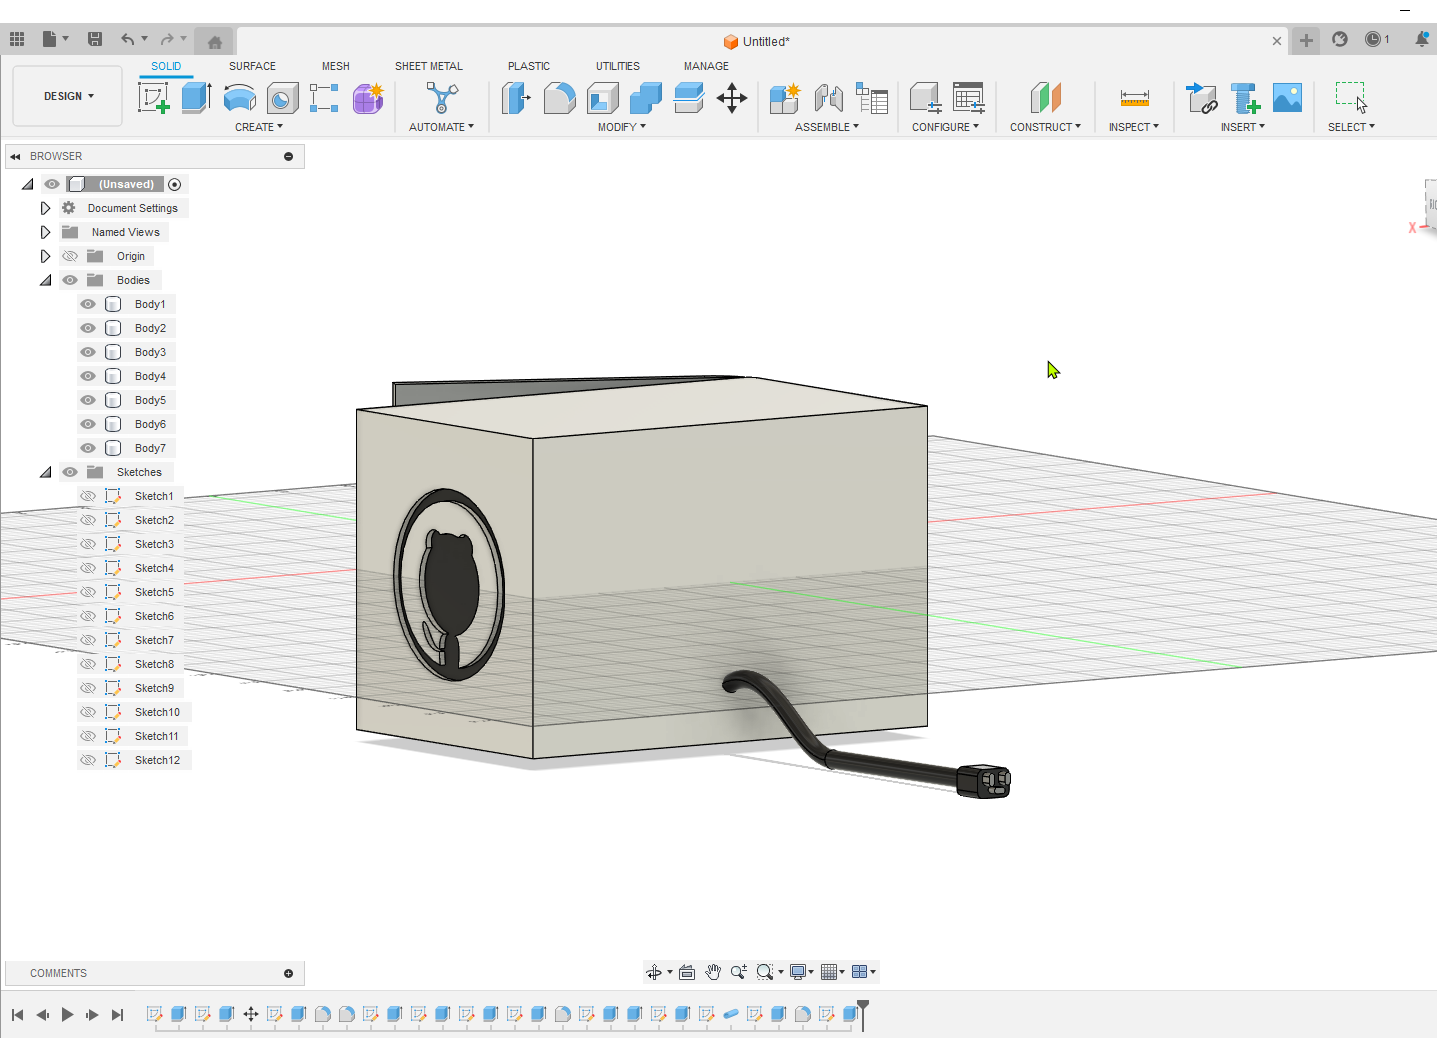 Untitled*
1
DESIGN
SOLID
SURFACE
MESH
SHEET METAL
PLASTIC
UTILITIES
MANAGE
CREATE
AUTOMATE
MODIFY
ASSEMBLE
CONFIGURE
CONSTRUCT
INSPECT
INSERT
SELECT
BROWSER
(Unsaved)
Document Settings
Named Views
Origin
Bodies
Body1
Body2
Body3
Body4
Body5
Body6
Body7
Sketches
Sketch1
Sketch2
Sketch3
Sketch4
Sketch5
Sketch6
Sketch7
Sketch8
Sketch9
Sketch10
Sketch11
Sketch12
X
COMMENTS